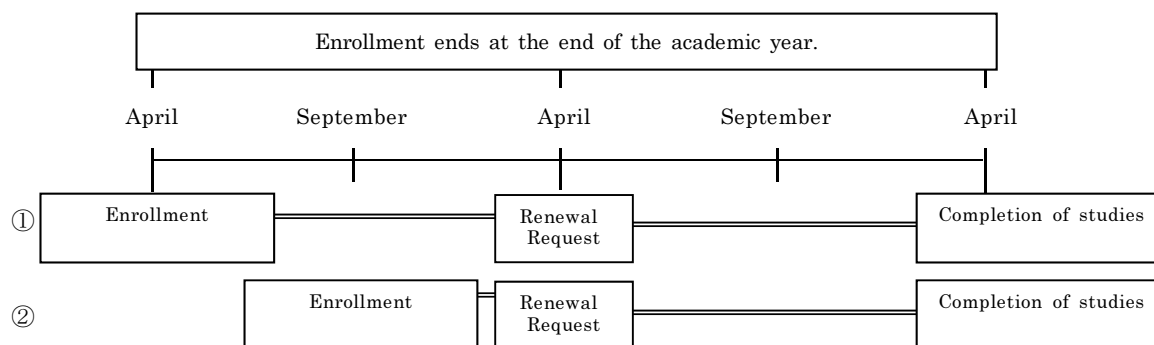 Enrollment ends at the end of the academic year.
April September April September April
① Enrollment Renewal Completion of studies
Request
② Enrollment Renewal Completion of studies
Request